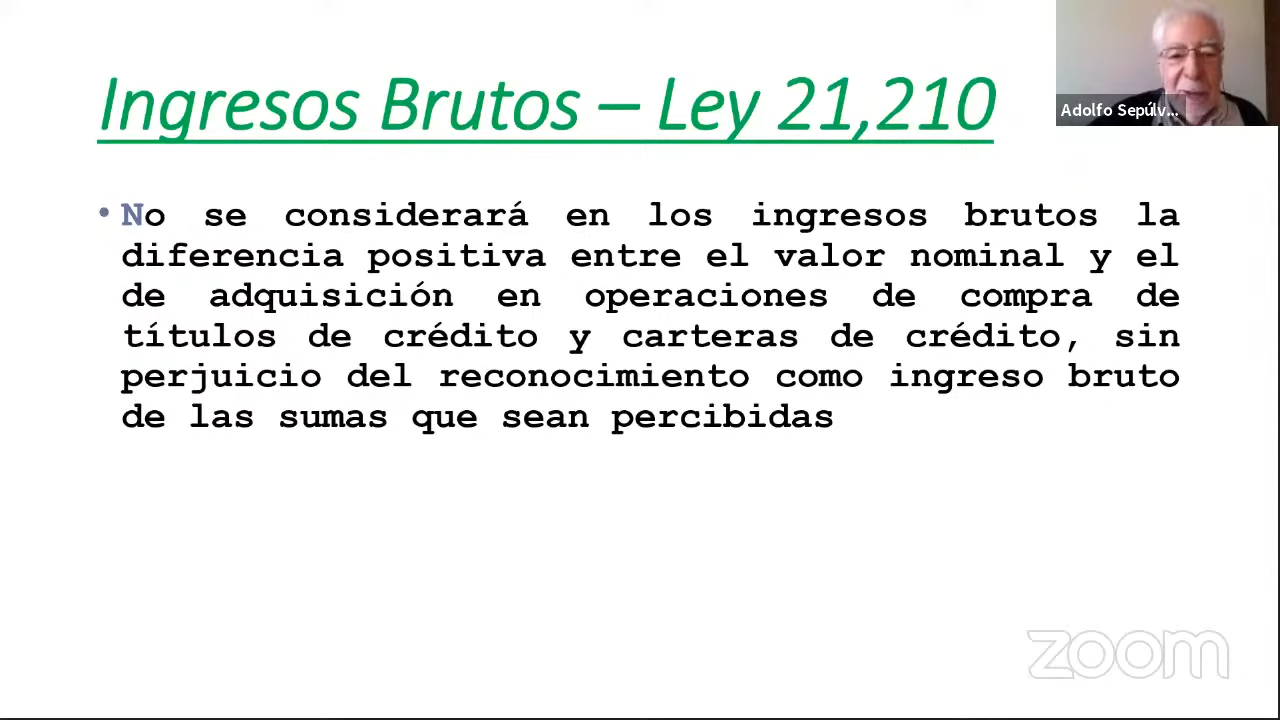 Ingresos Brutos – Ley 21,210
Adolfo Sepúlv...
• No se considerará en los ingresos brutos la
diferencia positiva entre el valor nominal y el
de adquisición en operaciones de compra de
títulos de crédito y carteras de crédito, sin
perjuicio del reconocimiento como ingreso bruto
de las sumas que sean percibidas
zoom